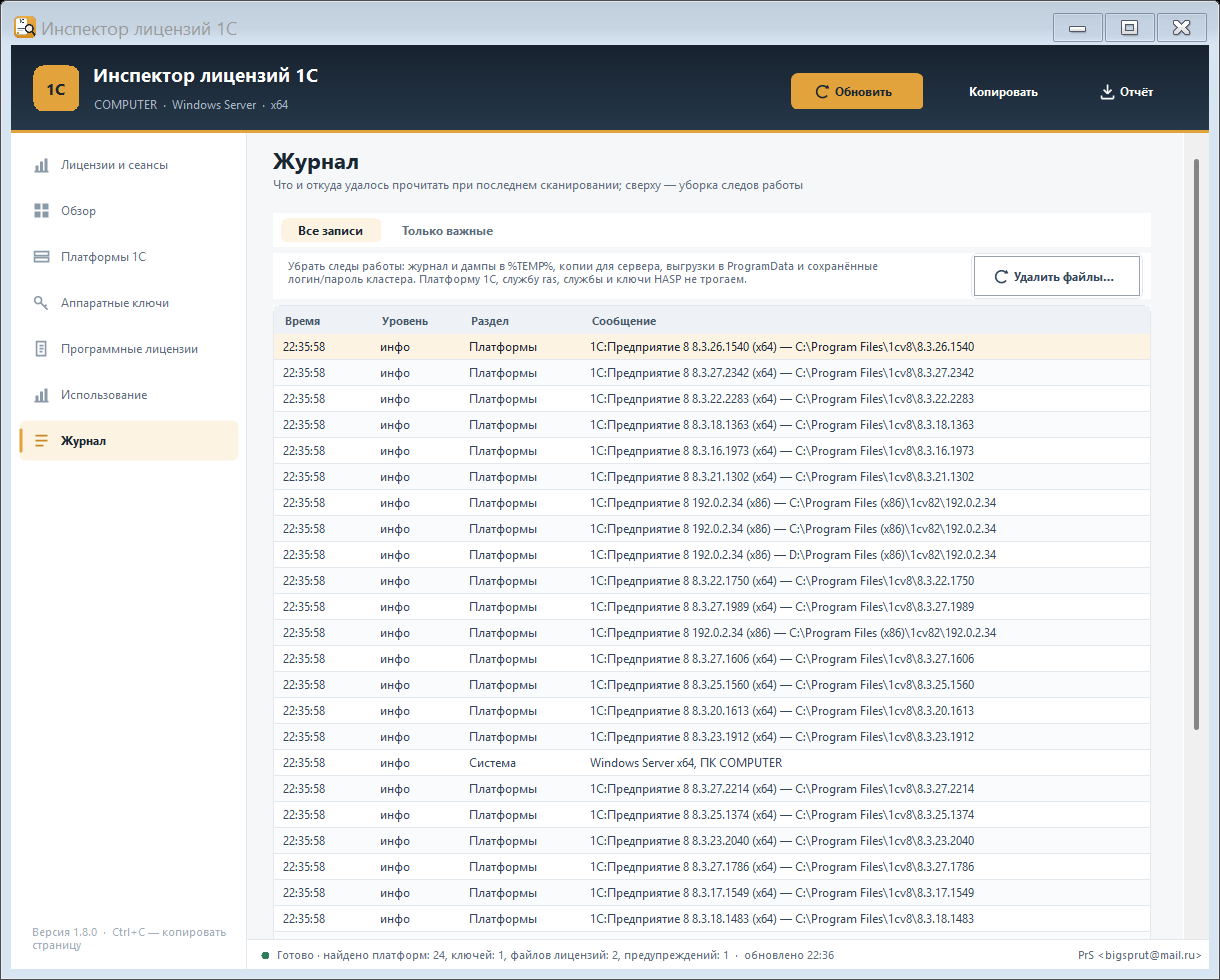 Инспектор лицензий 1С
1С
Инспектор лицензий 1С
COMPUTER · Windows Server · x64
Обновить
Копировать
Отчёт
Лицензии и сеансы
Обзор
Платформы 1С
Аппаратные ключи
Программные лицензии
Использование
Журнал
Версия 1.8.0 · Ctrl+C — копировать
страницу
Журнал
Что и откуда удалось прочитать при последнем сканировании; сверху — уборка следов работы
Все записи Только важные
Убрать следы работы: журнал и дампы в %TEMP%, копии для сервера, выгрузки в ProgramData и сохранённые
логин/пароль кластера. Платформу 1С, службу ras, службы и ключи HASP не трогаем.
Удалить файлы...
Время Уровень Раздел Сообщение
22:35:58 инфо Платформы 1С:Предприятие 8 8.3.26.1540 (x64) — C:\Program Files\1cv8\8.3.26.1540
22:35:58 инфо Платформы 1С:Предприятие 8 8.3.27.2342 (x64) — C:\Program Files\1cv8\8.3.27.2342
22:35:58 инфо Платформы 1С:Предприятие 8 8.3.22.2283 (x64) — C:\Program Files\1cv8\8.3.22.2283
22:35:58 инфо Платформы 1С:Предприятие 8 8.3.18.1363 (x64) — C:\Program Files\1cv8\8.3.18.1363
22:35:58 инфо Платформы 1С:Предприятие 8 8.3.16.1973 (x64) — C:\Program Files\1cv8\8.3.16.1973
22:35:58 инфо Платформы 1С:Предприятие 8 8.3.21.1302 (x64) — C:\Program Files\1cv8\8.3.21.1302
22:35:58 инфо Платформы 1С:Предприятие 8 192.0.2.34 (x86) — C:\Program Files (x86)\1cv82\192.0.2.34
22:35:58 инфо Платформы 1С:Предприятие 8 192.0.2.34 (x86) — C:\Program Files (x86)\1cv82\192.0.2.34
22:35:58 инфо Платформы 1С:Предприятие 8 192.0.2.34 (x86) — D:\Program Files (x86)\1cv82\192.0.2.34
22:35:58 инфо Платформы 1С:Предприятие 8 8.3.22.1750 (x64) — C:\Program Files\1cv8\8.3.22.1750
22:35:58 инфо Платформы 1С:Предприятие 8 8.3.27.1989 (x64) — C:\Program Files\1cv8\8.3.27.1989
22:35:58 инфо Платформы 1С:Предприятие 8 192.0.2.34 (x86) — C:\Program Files (x86)\1cv82\192.0.2.34
22:35:58 инфо Платформы 1С:Предприятие 8 8.3.27.1606 (x64) — C:\Program Files\1cv8\8.3.27.1606
22:35:58 инфо Платформы 1С:Предприятие 8 8.3.25.1560 (x64) — C:\Program Files\1cv8\8.3.25.1560
22:35:58 инфо Платформы 1С:Предприятие 8 8.3.20.1613 (x64) — C:\Program Files\1cv8\8.3.20.1613
22:35:58 инфо Платформы 1С:Предприятие 8 8.3.23.1912 (x64) — C:\Program Files\1cv8\8.3.23.1912
22:35:58 инфо Система Windows Server x64, ПК COMPUTER
22:35:58 инфо Платформы 1С:Предприятие 8 8.3.27.2214 (x64) — C:\Program Files\1cv8\8.3.27.2214
22:35:58 инфо Платформы 1С:Предприятие 8 8.3.25.1374 (x64) — C:\Program Files\1cv8\8.3.25.1374
22:35:58 инфо Платформы 1С:Предприятие 8 8.3.23.2040 (x64) — C:\Program Files\1cv8\8.3.23.2040
22:35:58 инфо Платформы 1С:Предприятие 8 8.3.27.1786 (x64) — C:\Program Files\1cv8\8.3.27.1786
22:35:58 инфо Платформы 1С:Предприятие 8 8.3.17.1549 (x64) — C:\Program Files\1cv8\8.3.17.1549
22:35:58 инфо Платформы 1С:Предприятие 8 8.3.18.1483 (x64) — C:\Program Files\1cv8\8.3.18.1483
Готово · найдено платформ: 24, ключей: 1, файлов лицензий: 2, предупреждений: 1 · обновлено 22:36
PrS <bigsprut@mail.ru>